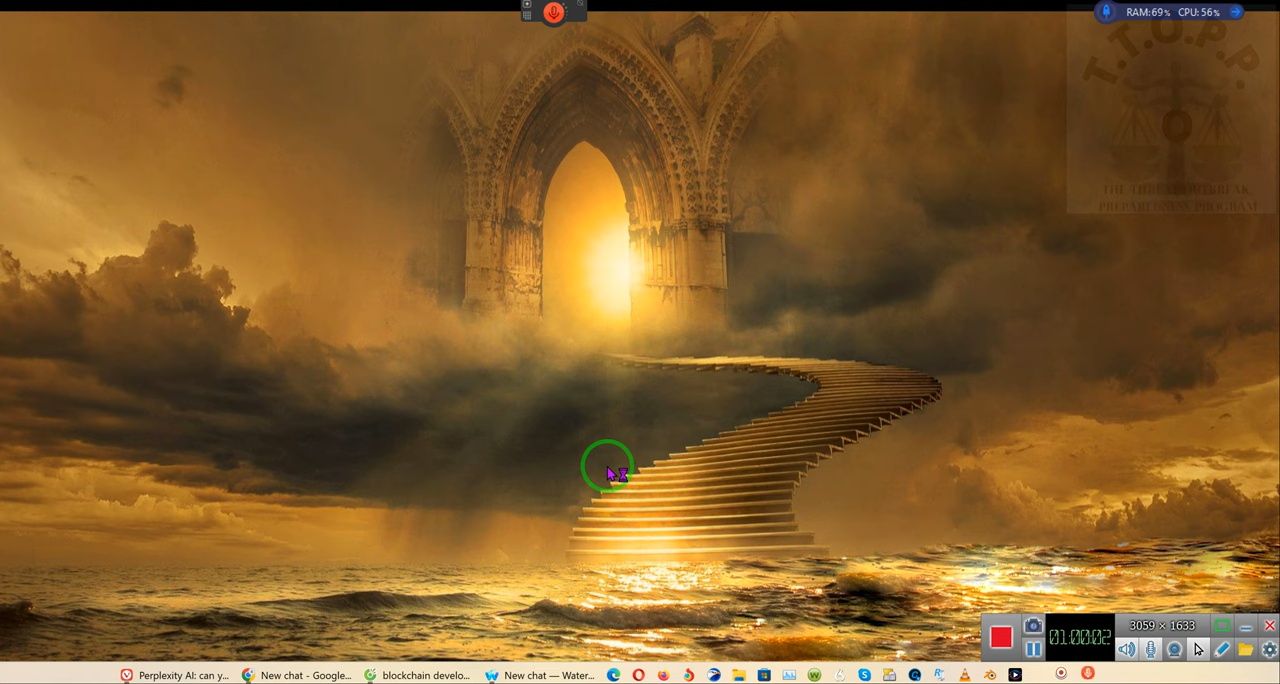 RAM:69% CPU:56%
T.T.O.P.P.
THE THREAT OUTBREAK
PREPAREDNESS PROGRAM
3059 × 1633
01:00:02
Perplexity AI: can y...
New chat - Google...
blockchain develo...
New chat — Water...